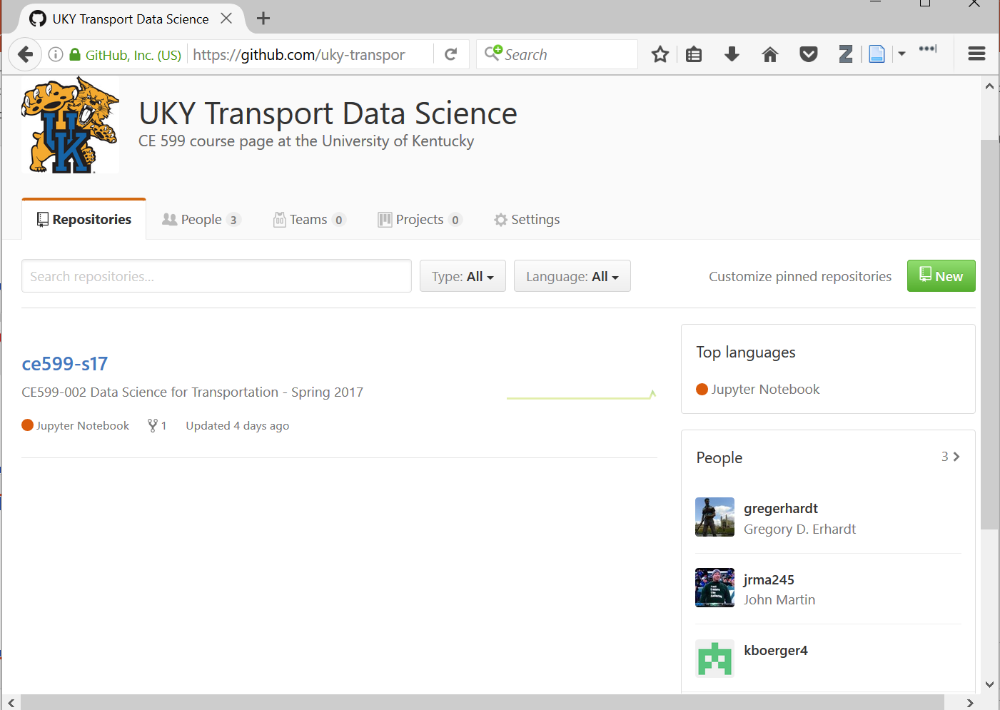 UKY Transport Data Science
GitHub, Inc. (US) https://github.com/uky-transpor Search
UK
UKY Transport Data Science
CE 599 course page at the University of Kentucky
Repositories People 3 Teams 0 Projects 0 Settings
Search repositories... Type: All Language: All Customize pinned repositories New
ce599-s17
CE599-002 Data Science for Transportation - Spring 2017
Jupyter Notebook 1 Updated 4 days ago
Top languages
Jupyter Notebook
People 3
gregerhardt
Gregory D. Erhardt
jrma245
John Martin
kboerger4